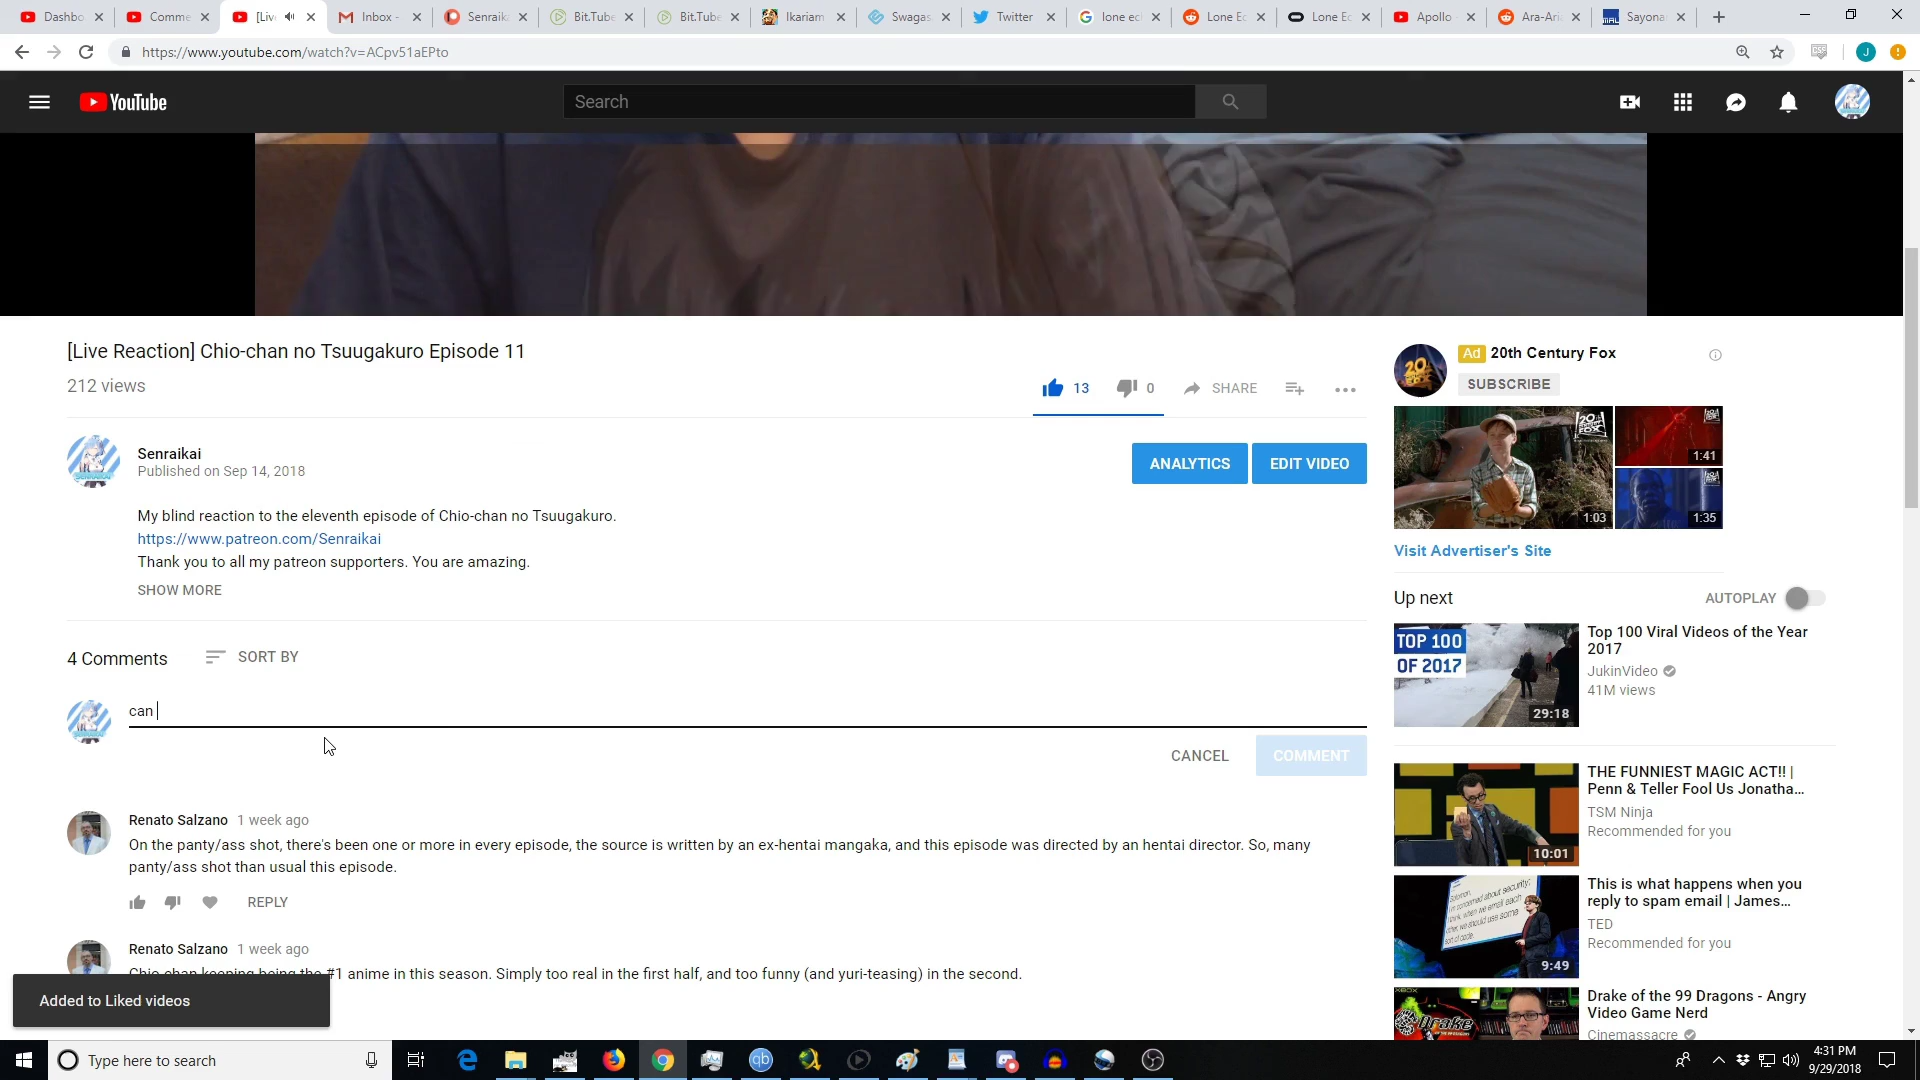 Dashbo
Comme
[Liv
Inbox -
Senraik
Bit.Tube
Bit.Tube
Ikariam
Swagas
Twitter
lone ec
Lone Ec
Lone Ec
Apollo
Ara-Ari
Sayona
https://www.youtube.com/watch?v=ACpv51aEPto
J
YouTube
Search
[Live Reaction] Chio-chan no Tsuugakuro Episode 11
212 views
13
0
SHARE
Senraikai
Published on Sep 14, 2018
ANALYTICS
EDIT VIDEO
My blind reaction to the eleventh episode of Chio-chan no Tsuugakuro.
https://www.patreon.com/Senraikai
Thank you to all my patreon supporters. You are amazing.
SHOW MORE
4 Comments
SORT BY
can
CANCEL
COMMENT
Renato Salzano 1 week ago
On the panty/ass shot, there's been one or more in every episode, the source is written by an ex-hentai mangaka, and this episode was directed by an hentai director. So, many
panty/ass shot than usual this episode.
REPLY
Renato Salzano 1 week ago
Chio-chan keeping being the #1 anime in this season. Simply too real in the first half, and too funny (and yuri-teasing) in the second.
Added to Liked videos
Ad 20th Century Fox
SUBSCRIBE
1:03
1:41
1:35
Visit Advertiser's Site
Up next
AUTOPLAY
TOP 100
OF 2017
29:18
Top 100 Viral Videos of the Year
2017
JukinVideo
41M views
10:01
THE FUNNIEST MAGIC ACT!! |
Penn & Teller Fool Us Jonatha...
TSM Ninja
Recommended for you
9:49
This is what happens when you
reply to spam email | James...
TED
Recommended for you
Drake of the 99 Dragons - Angry
Video Game Nerd
Cinemassacre
Type here to search
qb
4:31 PM
9/29/2018